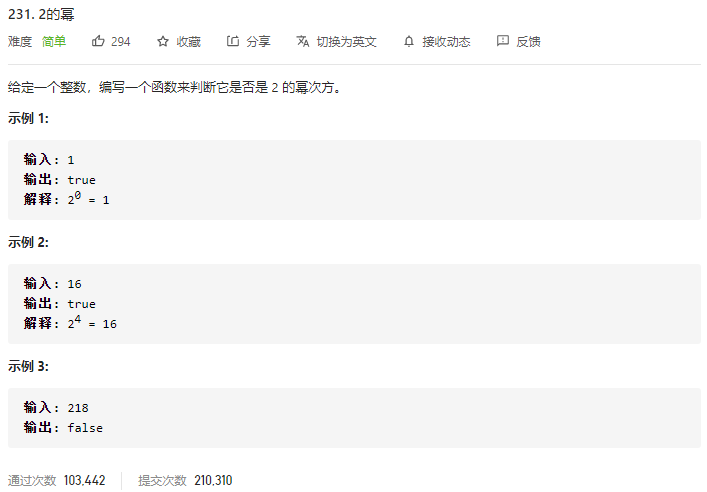 231. 2的幂
难度 简单 294 收藏 分享 切换为英文 接收动态 反馈
给定一个整数，编写一个函数来判断它是否是 2 的幂次方。
示例 1:
输入: 1
输出: true
解释: 2⁰ = 1
示例 2:
输入: 16
输出: true
解释: 2⁴ = 16
示例 3:
输入: 218
输出: false
通过次数 103,442 提交次数 210,310